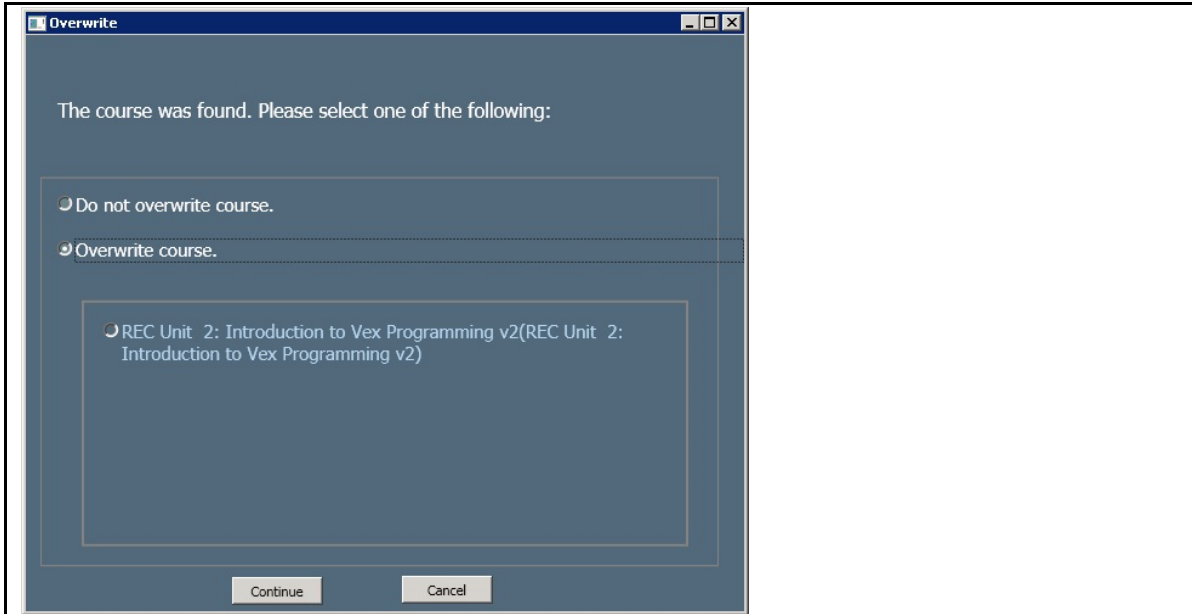 Overwrite
The course was found. Please select one of the following:
Do not overwrite course.
Overwrite course.
REC Unit  2: Introduction to Vex Programming v2(REC Unit  2:
Introduction to Vex Programming v2)
Continue
Cancel